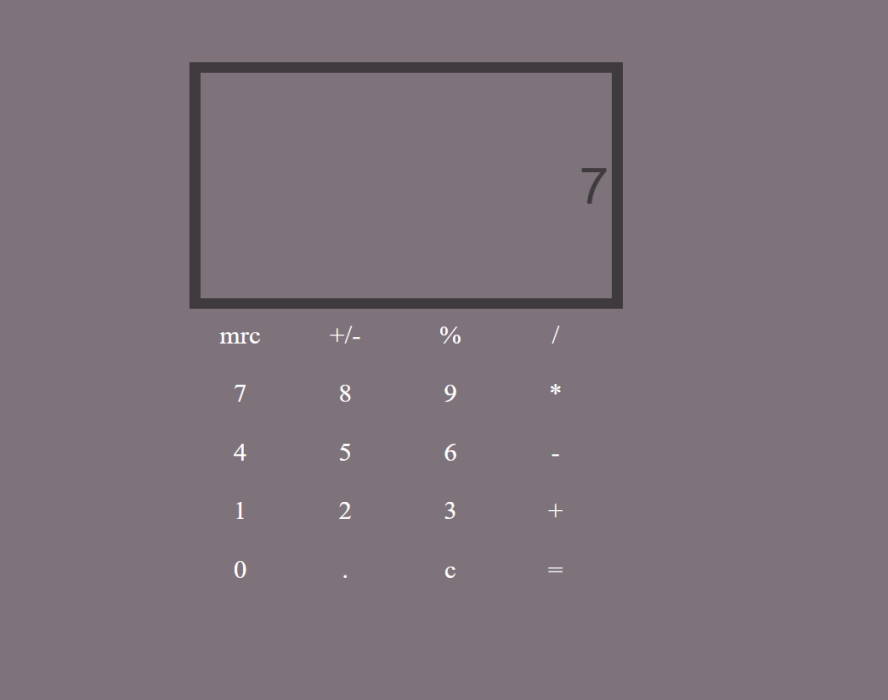 7
mrc +/- % /
7 8 9 *
4 5 6 -
1 2 3 +
0 . c =